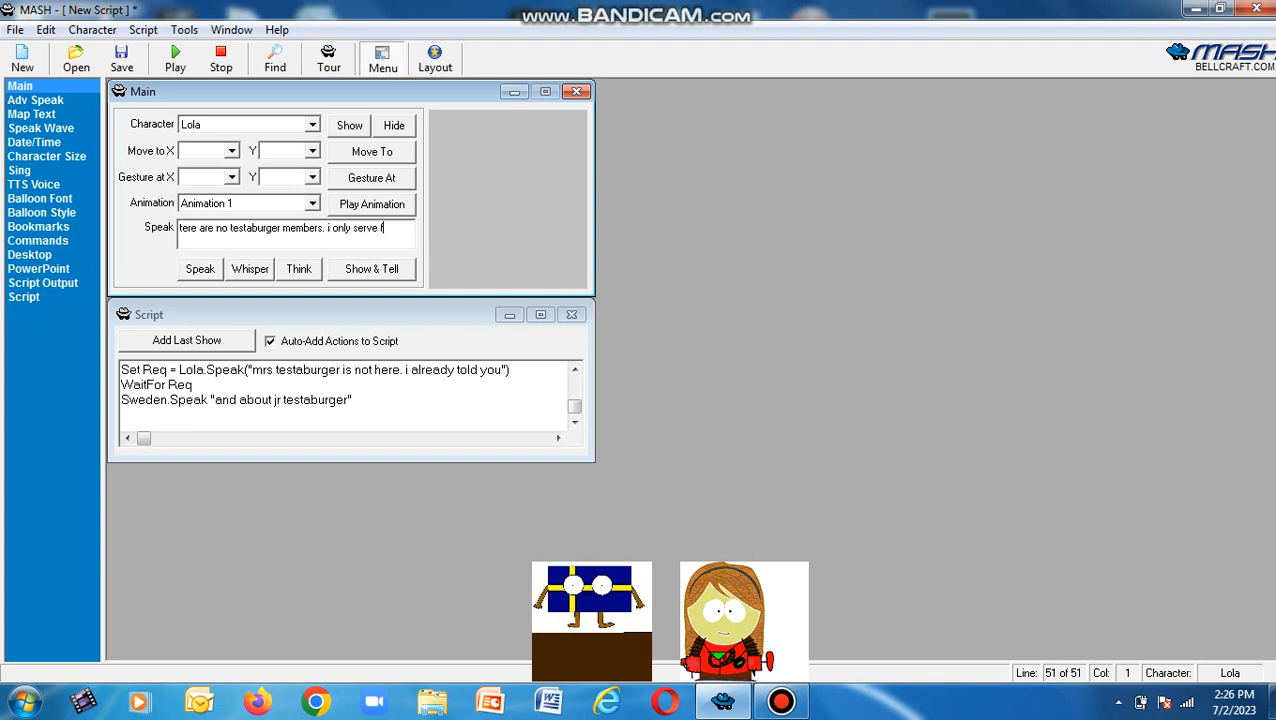 MASH - [ New Script ] *
www.BANDICAM.com
File Edit Character Script Tools Window Help
New Open Save Play Stop Find Tour Menu Layout
MASH
BELLCRAFT.COM
Main
Adv Speak
Map Text
Speak Wave
Date/Time
Character Size
Sing
TTS Voice
Balloon Font
Balloon Style
Bookmarks
Commands
Desktop
PowerPoint
Script Output
Script
Main
Character Lola Show Hide
Move to X Y Move To
Gesture at X Y Gesture At
Animation Animation 1 Play Animation
Speak tere are no testaburger members. i only serve f
Speak Whisper Think Show & Tell
Script
Add Last Show Auto-Add Actions to Script
Set Req = Lola.Speak("mrs testaburger is not here. i already told you")
WaitFor Req
Sweden.Speak "and about jr testaburger"
Line: 51 of 51 Col: 1 Character: Lola
2:26 PM
7/2/2023